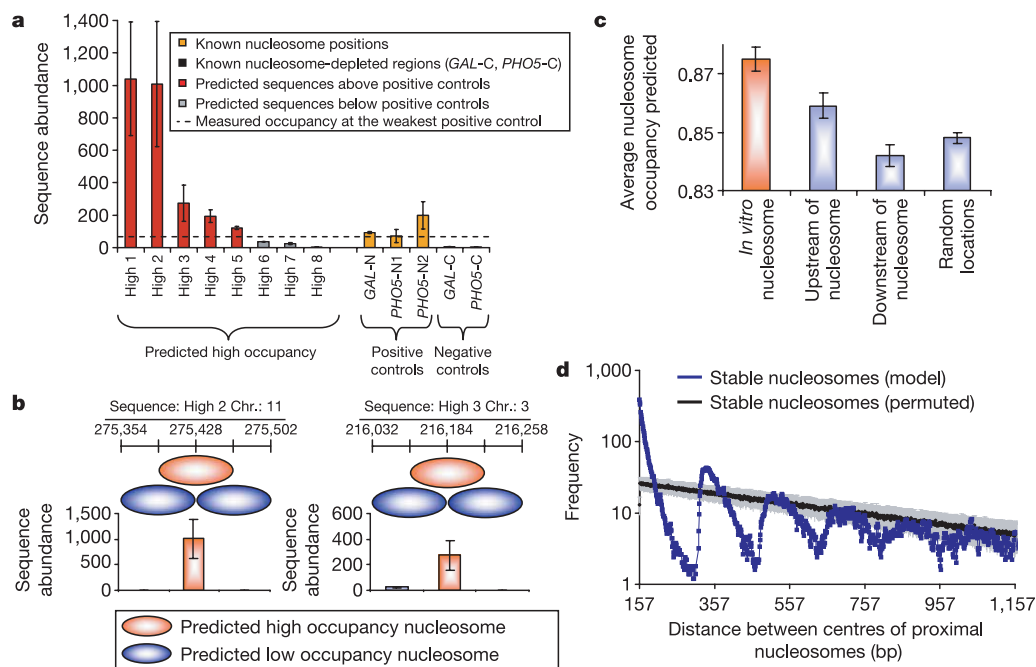 a
Sequence abundance
1,400
1,200
1,000
800
600
400
200
0
Known nucleosome positions
Known nucleosome-depleted regions (GAL-C, PHO5-C)
Predicted sequences above positive controls
Predicted sequences below positive controls
Measured occupancy at the weakest positive control
High 1
High 2
High 3
High 4
High 5
High 6
High 7
High 8
GAL-N
PHO5-N1
PHO5-N2
GAL-C
PHO5-C
Predicted high occupancy
Positive controls
Negative controls
b
Sequence: High 2 Chr.: 11
275,354 275,428 275,502
Sequence abundance
1,500
1,000
500
0
Sequence: High 3 Chr.: 3
216,032 216,184 216,258
Sequence abundance
600
400
200
0
Predicted high occupancy nucleosome
Predicted low occupancy nucleosome
c
Average nucleosome
occupancy predicted
0.87
0.85
0.83
In vitro nucleosome
Upstream of nucleosome
Downstream of nucleosome
Random locations
d
Frequency
1,000
100
10
1
Stable nucleosomes (model)
Stable nucleosomes (permuted)
157 357 557 757 957 1,157
Distance between centres of proximal
nucleosomes (bp)